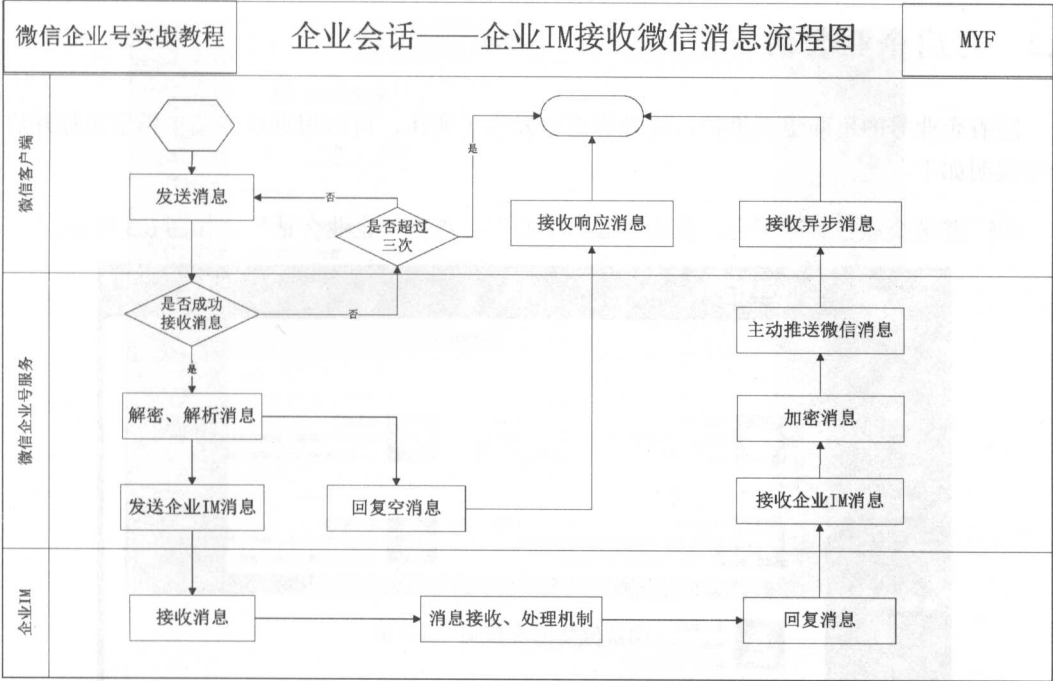 微信企业号实战教程
企业会话——企业IM接收微信消息流程图
MYF
微信客户端
发送消息
否
是否超过
三次
是
接收响应消息
接收异步消息
微信企业号服务
是否成功
接收消息
否
是
主动推送微信消息
解密、解析消息
加密消息
发送企业IM消息
回复空消息
接收企业IM消息
企业IM
接收消息
消息接收、处理机制
回复消息